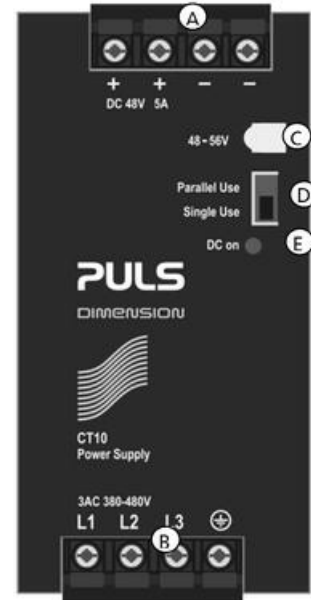 A
+ + − −
DC 48V 5A
48-56V C
Parallel Use
D
Single Use
DC on E
PULS
DIMENSION
CT10
Power Supply
3AC 380-480V
L1 L2 L3
B